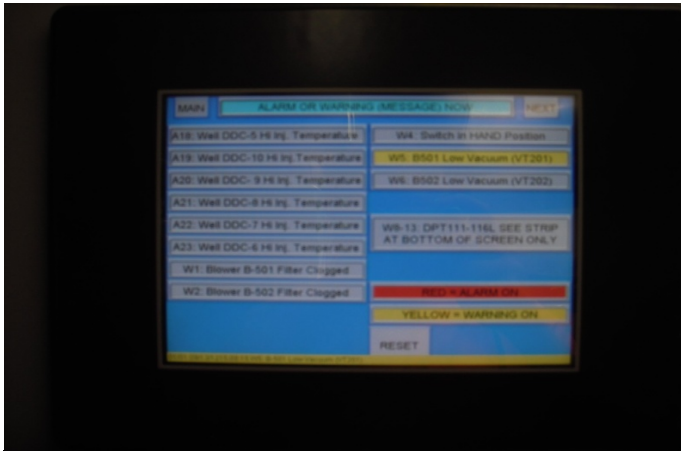 MAIN
ALARM OR WARNING (MESSAGE) NOW
NEXT
A18: Well DDC-5 Hi Inj. Temperature
A19: Well DDC-10 Hi Inj. Temperature
A20: Well DDC- 9 Hi Inj. Temperature
A21: Well DDC-8 Hi Inj. Temperature
A22: Well DDC-7 Hi Inj. Temperature
A23: Well DDC-6 Hi Inj. Temperature
W1: Blower B-501 Filter Clogged
W2: Blower B-502 Filter Clogged
W4: Switch In HAND Position
W5: B501 Low Vacuum (VT201)
W6: B502 Low Vacuum (VT202)
W8-13: DPT111-116L SEE STRIP
AT BOTTOM OF SCREEN ONLY
RED = ALARM ON
YELLOW = WARNING ON
RESET
Low Vacuum (VT201)